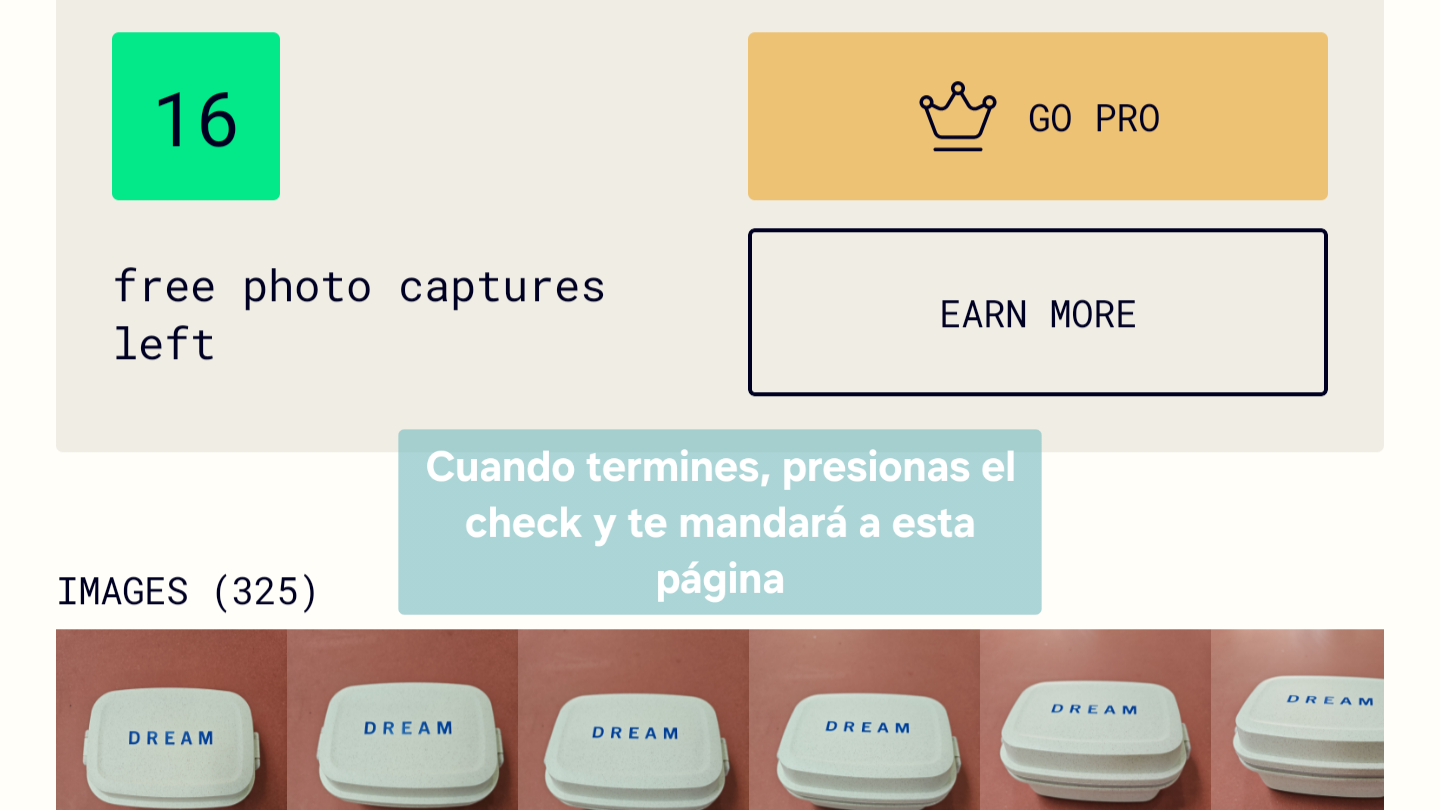 16
GO PRO
free photo captures
left
EARN MORE
Cuando termines, presionas el
check y te mandará a esta
página
IMAGES (325)
DREAM
DREAM
DREAM
DREAM
DREAM
DREAM